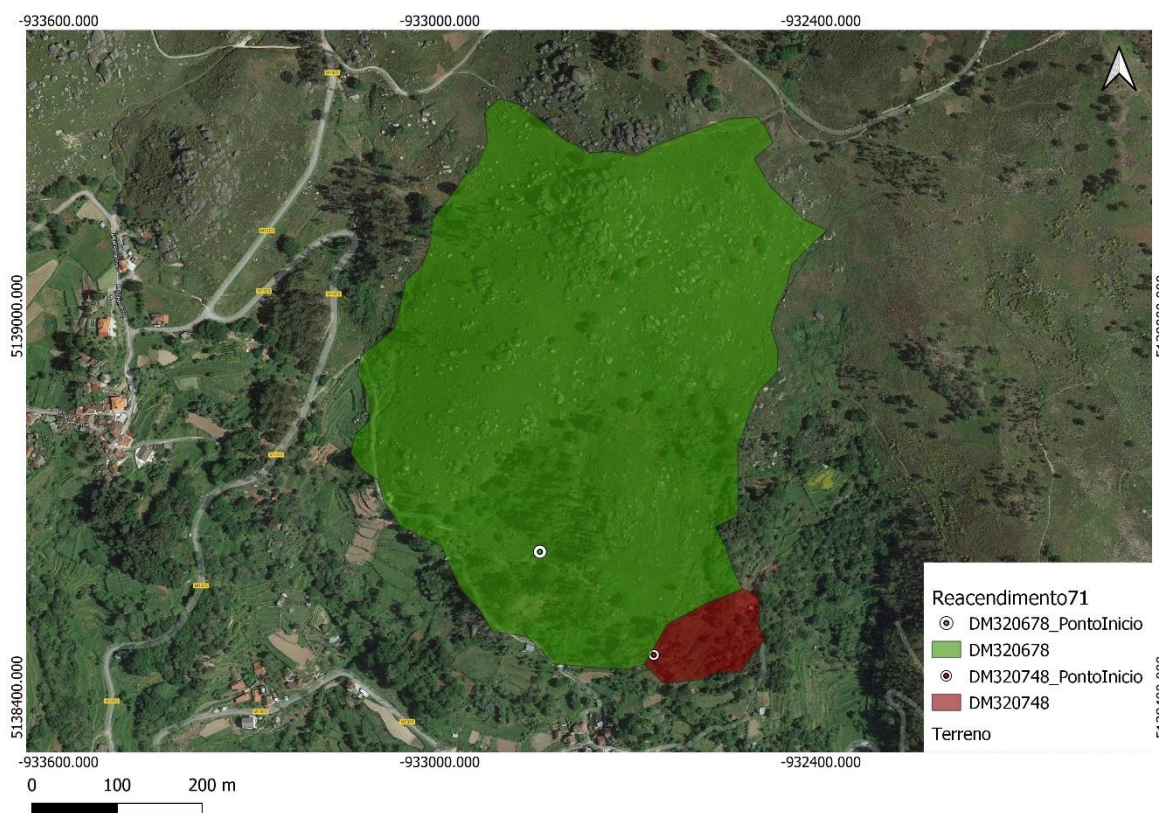 -933600.000
-933000.000
-932400.000
5139000.000
5138400.000
Reacendimento71
DM320678_PontoInicio
DM320678
DM320748_PontoInicio
DM320748
Terreno
-933600.000
-933000.000
-932400.000
0 100 200 m